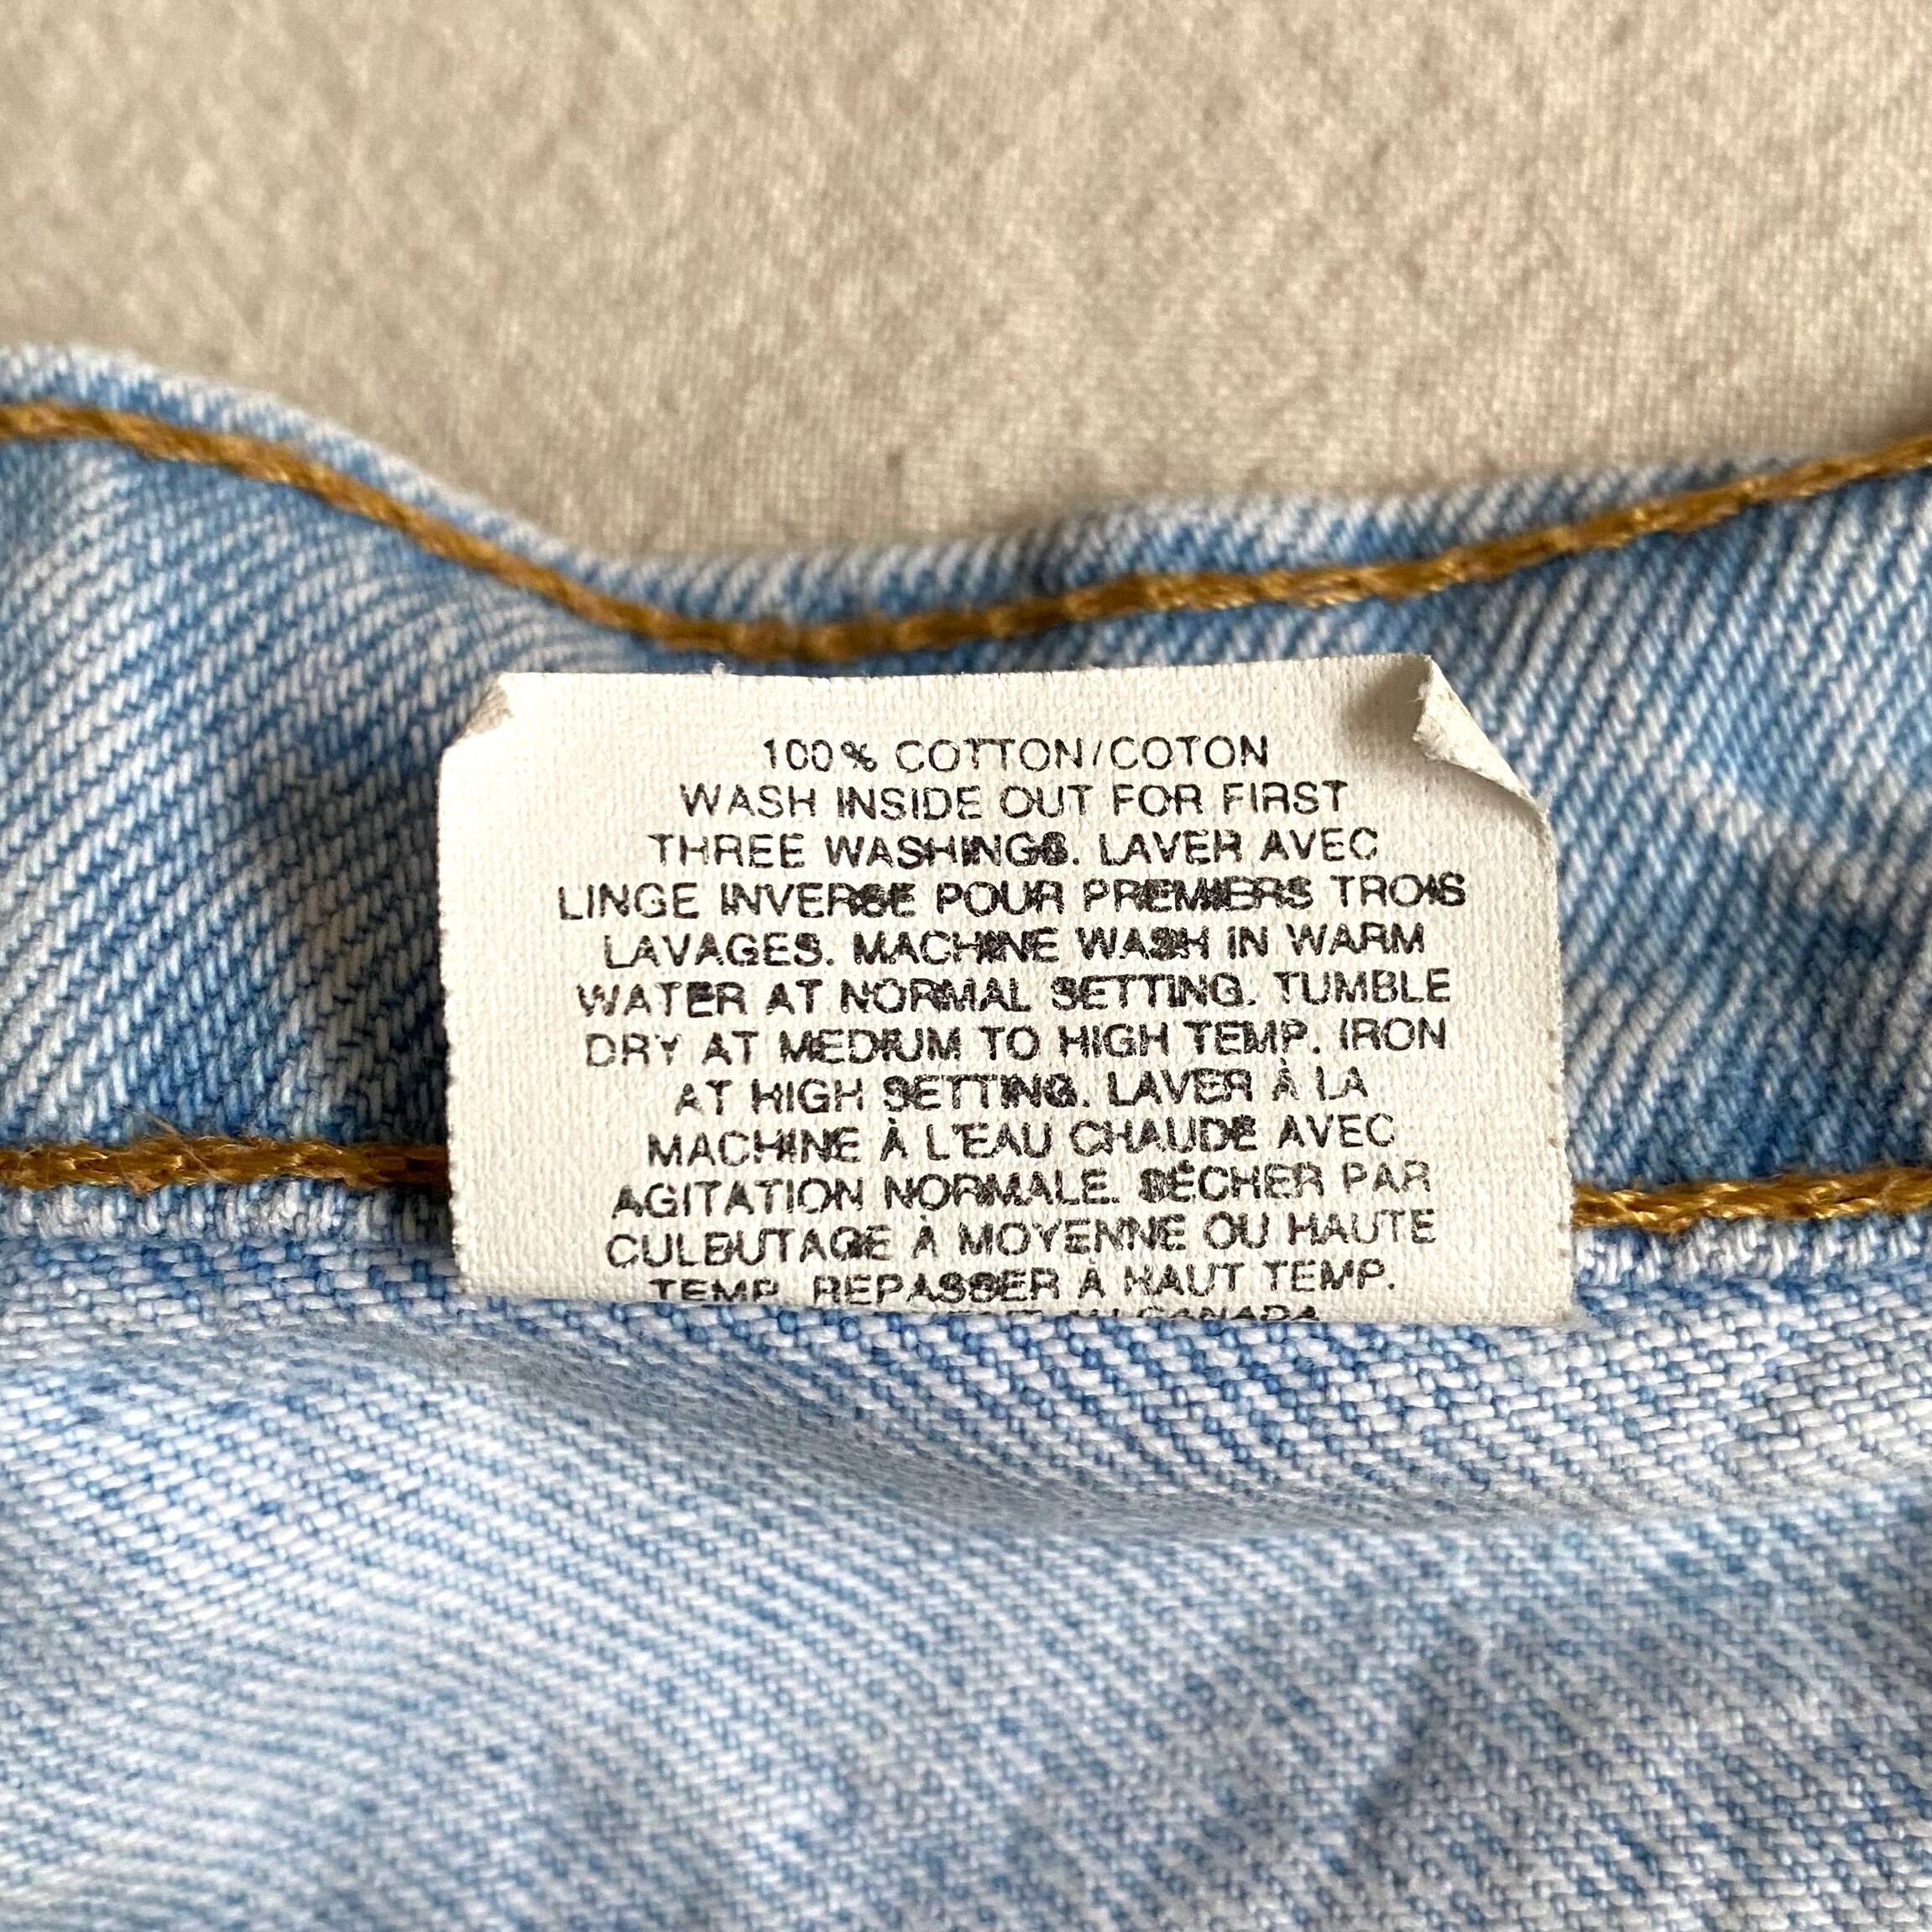 100% COTTON/COTON
WASH INSIDE OUT FOR FIRST
THREE WASHINGS. LAVER AVEC
LINGE INVERSE POUR PREMIERS TROIS
LAVAGES. MACHINE WASH IN WARM
WATER AT NORMAL SETTING. TUMBLE
DRY AT MEDIUM TO HIGH TEMP. IRON
AT HIGH SETTING. LAVER À LA
MACHINE À L'EAU CHAUDE AVEC
AGITATION NORMALE. SÉCHER PAR
CULBUTAGE À MOYENNE OU HAUTE
TEMP. REPASSER À HAUT TEMP.
CANADA